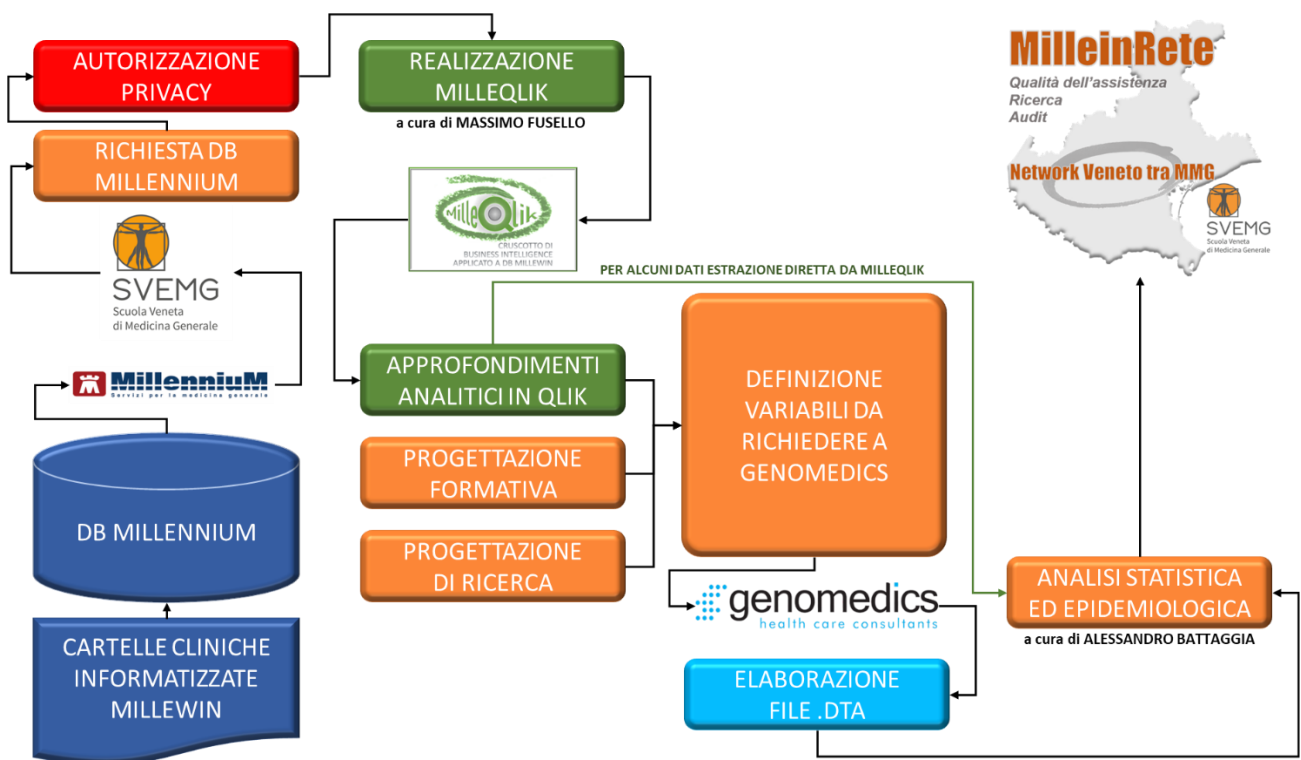 AUTORIZZAZIONE
PRIVACY
REALIZZAZIONE
MILLEQLIK
a cura di MASSIMO FUSELLO
MilleinRete
Qualità dell'assistenza
Ricerca
Audit
Network Veneto tra MMG
SVEMG
Scuola Veneta
di Medicina Generale
RICHIESTA DB
MILLENNIUM
MilleQlik
CRUSCOTTO DI
BUSINESS INTELLIGENCE
APPLICATO A DB MILLEWIN
SVEMG
Scuola Veneta
di Medicina Generale
PER ALCUNI DATI ESTRAZIONE DIRETTA DA MILLEQLIK
MillenniuM
Servizi per la medicina generale
APPROFONDIMENTI
ANALITICI IN QLIK
DEFINIZIONE
VARIABILI DA
RICHIEDERE A
GENOMEDICS
PROGETTAZIONE
FORMATIVA
DB MILLENNIUM
PROGETTAZIONE
DI RICERCA
genomedics
health care consultants
ANALISI STATISTICA
ED EPIDEMIOLOGICA
a cura di ALESSANDRO BATTAGGIA
CARTELLE CLINICHE
INFORMATIZZATE
MILLEWIN
ELABORAZIONE
FILE .DTA